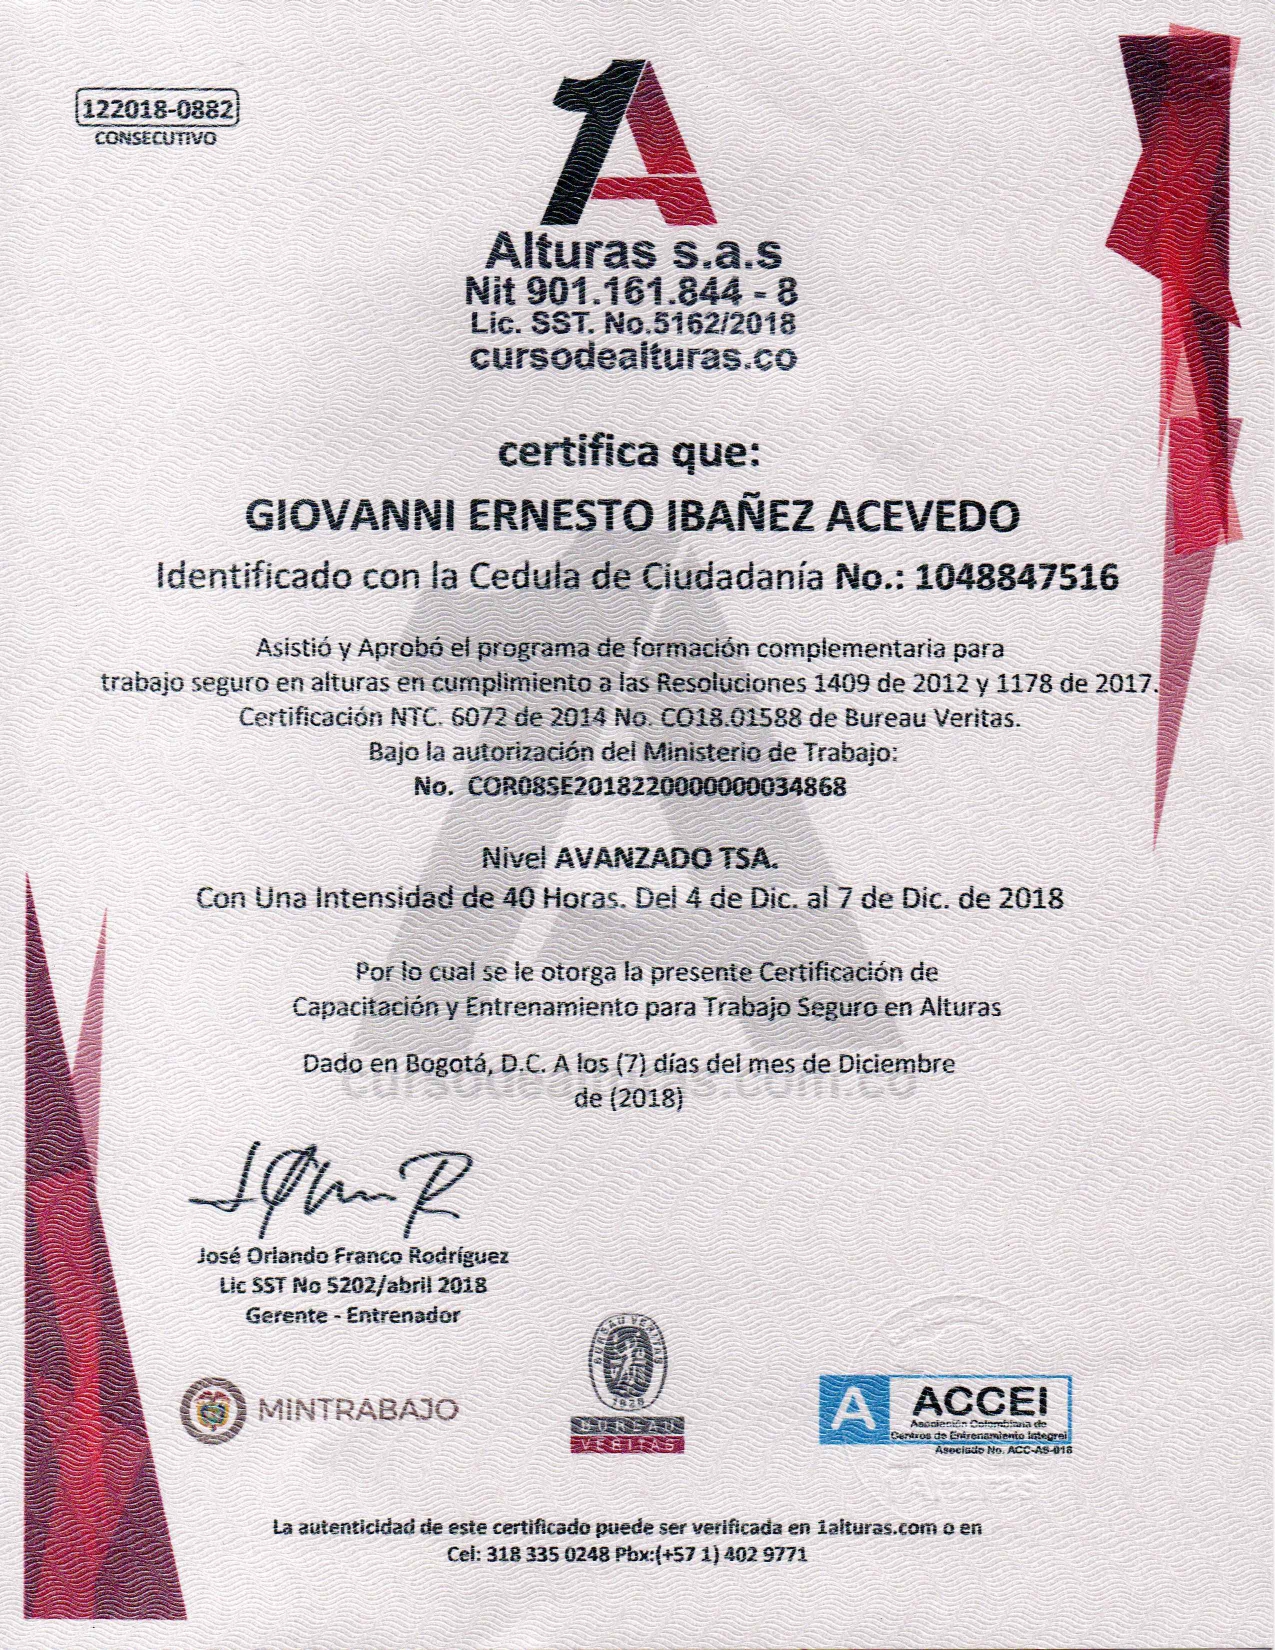 122018-0882
CONSECUTIVO
1A
Alturas s.a.s
Nit 901.161.844 - 8
Lic. SST. No.5162/2018
cursodealturas.co
certifica que:
GIOVANNI ERNESTO IBAÑEZ ACEVEDO
Identificado con la Cedula de Ciudadanía No.: 1048847516
Asistió y Aprobó el programa de formación complementaria para
trabajo seguro en alturas en cumplimiento a las Resoluciones 1409 de 2012 y 1178 de 2017.
Certificación NTC. 6072 de 2014 No. CO18.01588 de Bureau Veritas.
Bajo la autorización del Ministerio de Trabajo:
No. COR08SE2018220000000034868
Nivel AVANZADO TSA.
Con Una Intensidad de 40 Horas. Del 4 de Dic. al 7 de Dic. de 2018
Por lo cual se le otorga la presente Certificación de
Capacitación y Entrenamiento para Trabajo Seguro en Alturas
Dado en Bogotá, D.C. A los (7) días del mes de Diciembre
de (2018)
José Orlando Franco Rodríguez
Lic SST No 5202/abril 2018
Gerente - Entrenador
MINTRABAJO
BUREAU VERITAS
1828
BUREAU
VERITAS
A ACCEI
Asociación Colombiana de
Centros de Entrenamiento Integral
Asociado No. ACC-AS-018
Alturas
La autenticidad de este certificado puede ser verificada en 1alturas.com o en
Cel: 318 335 0248 Pbx:(+57 1) 402 9771